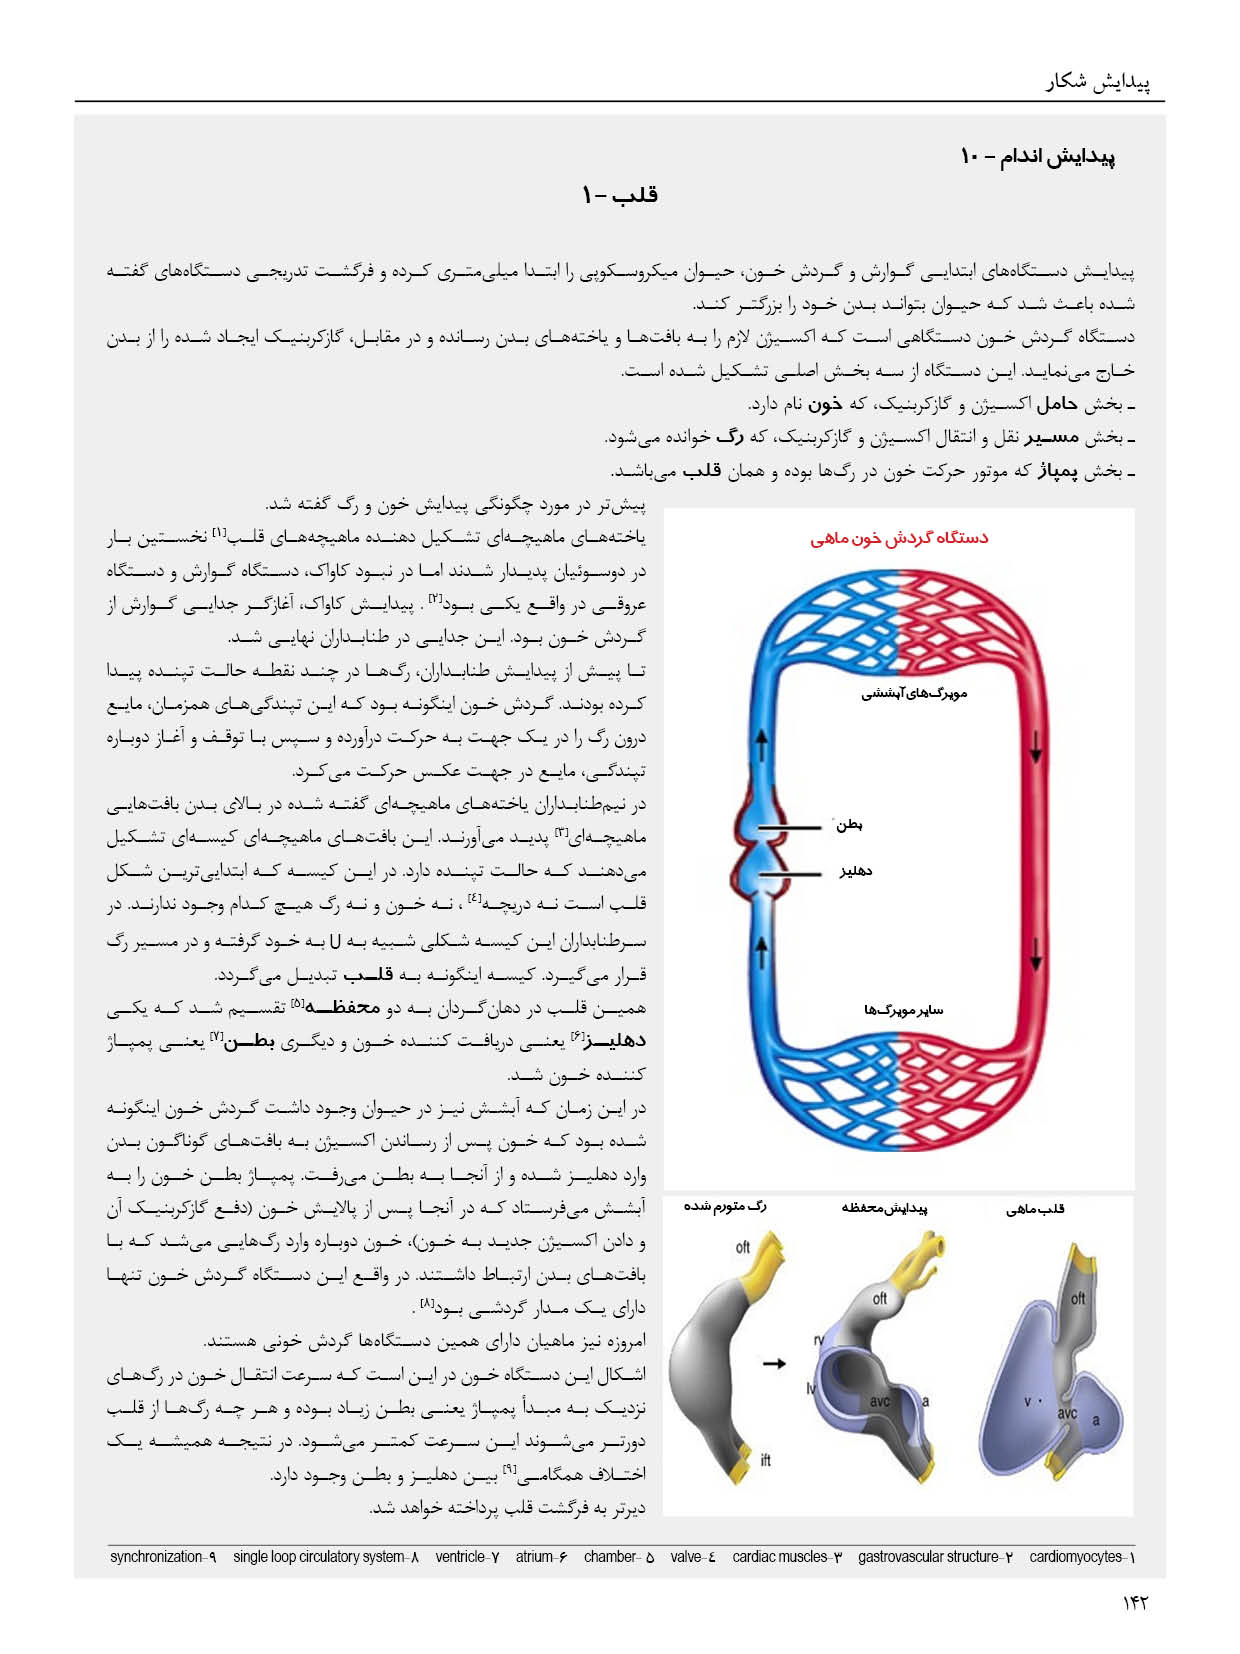 پیدایش شکار
پیدایش اندام - ۱۰
قلب -۱
پیدایش دستگاه‌های ابتدایی گوارش و گردش خون، حیوان میکروسکوپی را ابتدا میلی‌متری کرده و فرگشت تدریجی دستگاه‌های گفته
شده باعث شد که حیوان بتواند بدن خود را بزرگتر کند.
دستگاه گردش خون دستگاهی است که اکسیژن لازم را به بافت‌ها و یاخته‌های بدن رسانده و در مقابل، گازکربنیک ایجاد شده را از بدن
خارج می‌نماید. این دستگاه از سه بخش اصلی تشکیل شده است.
ـ بخش حامل اکسیژن و گازکربنیک، که خون نام دارد.
ـ بخش مسیر نقل و انتقال اکسیژن و گازکربنیک، که رگ خوانده می‌شود.
ـ بخش پمپاژ که موتور حرکت خون در رگ‌ها بوده و همان قلب می‌باشد.
پیش‌تر در مورد چگونگی پیدایش خون و رگ گفته شد.
یاخته‌های ماهیچه‌ای تشکیل دهنده ماهیچه‌های قلب[۱] نخستین بار
در دوسوئیان پدیدار شدند اما در نبود کاواک، دستگاه گوارش و دستگاه
عروقی در واقع یکی بود[۲] . پیدایش کاواک، آغازگر جدایی گوارش از
گردش خون بود. این جدایی در طنابداران نهایی شد.
تا پیش از پیدایش طنابداران، رگ‌ها در چند نقطه حالت تپنده پیدا
کرده بودند. گردش خون اینگونه بود که این تپندگی‌های همزمان، مایع
درون رگ را در یک جهت به حرکت درآورده و سپس با توقف و آغاز دوباره
تپندگی، مایع در جهت عکس حرکت می‌کرد.
در نیم‌طنابداران یاخته‌های ماهیچه‌ای گفته شده در بالای بدن بافت‌هایی
ماهیچه‌ای[۳] پدید می‌آورند. این بافت‌های ماهیچه‌ای کیسه‌ای تشکیل
می‌دهند که حالت تپنده دارد. در این کیسه که ابتدایی‌ترین شکل
قلب است نه دریچه[٤] ، نه خون و نه رگ هیچ کدام وجود ندارند. در
سرطنابداران این کیسه شکلی شبیه به U به خود گرفته و در مسیر رگ
قرار می‌گیرد. کیسه اینگونه به قلب تبدیل می‌گردد.
همین قلب در دهان‌گردان به دو محفظه[۵] تقسیم شد که یکی
دهلیز[۶] یعنی دریافت کننده خون و دیگری بطن[۷] یعنی پمپاژ
کننده خون شد.
در این زمان که آبشش نیز در حیوان وجود داشت گردش خون اینگونه
شده بود که خون پس از رساندن اکسیژن به بافت‌های گوناگون بدن
وارد دهلیز شده و از آنجا به بطن می‌رفت. پمپاژ بطن خون را به
آبشش می‌فرستاد که در آنجا پس از پالایش خون (دفع گازکربنیک آن
و دادن اکسیژن جدید به خون)، خون دوباره وارد رگ‌هایی می‌شد که با
بافت‌های بدن ارتباط داشتند. در واقع این دستگاه گردش خون تنها
دارای یک مدار گردشی بود[۸] .
امروزه نیز ماهیان دارای همین دستگاه‌ها گردش خونی هستند.
اشکال این دستگاه خون در این است که سرعت انتقال خون در رگ‌های
نزدیک به مبدأ پمپاژ یعنی بطن زیاد بوده و هر چه رگ‌ها از قلب
دورتر می‌شوند این سرعت کمتر می‌شود. در نتیجه همیشه یک
اختلاف همگامی[۹] بین دهلیز و بطن وجود دارد.
دیرتر به فرگشت قلب پرداخته خواهد شد.
دستگاه گردش خون ماهی
مویرگ‌های آبششی
بطن
دهلیز
سایر مویرگ‌ها
قلب ماهی
پیدایش محفظه
رگ متورم شده
oft
oft
oft
rv
lv
avc
a
ift
v
avc
a
۱-cardiomyocytes ۲-gastrovascular structure ۳-cardiac muscles ٤-valve ۵ -chamber ۶-atrium ۷-ventricle ۸-single loop circulatory system ۹-synchronization
۱۴۲